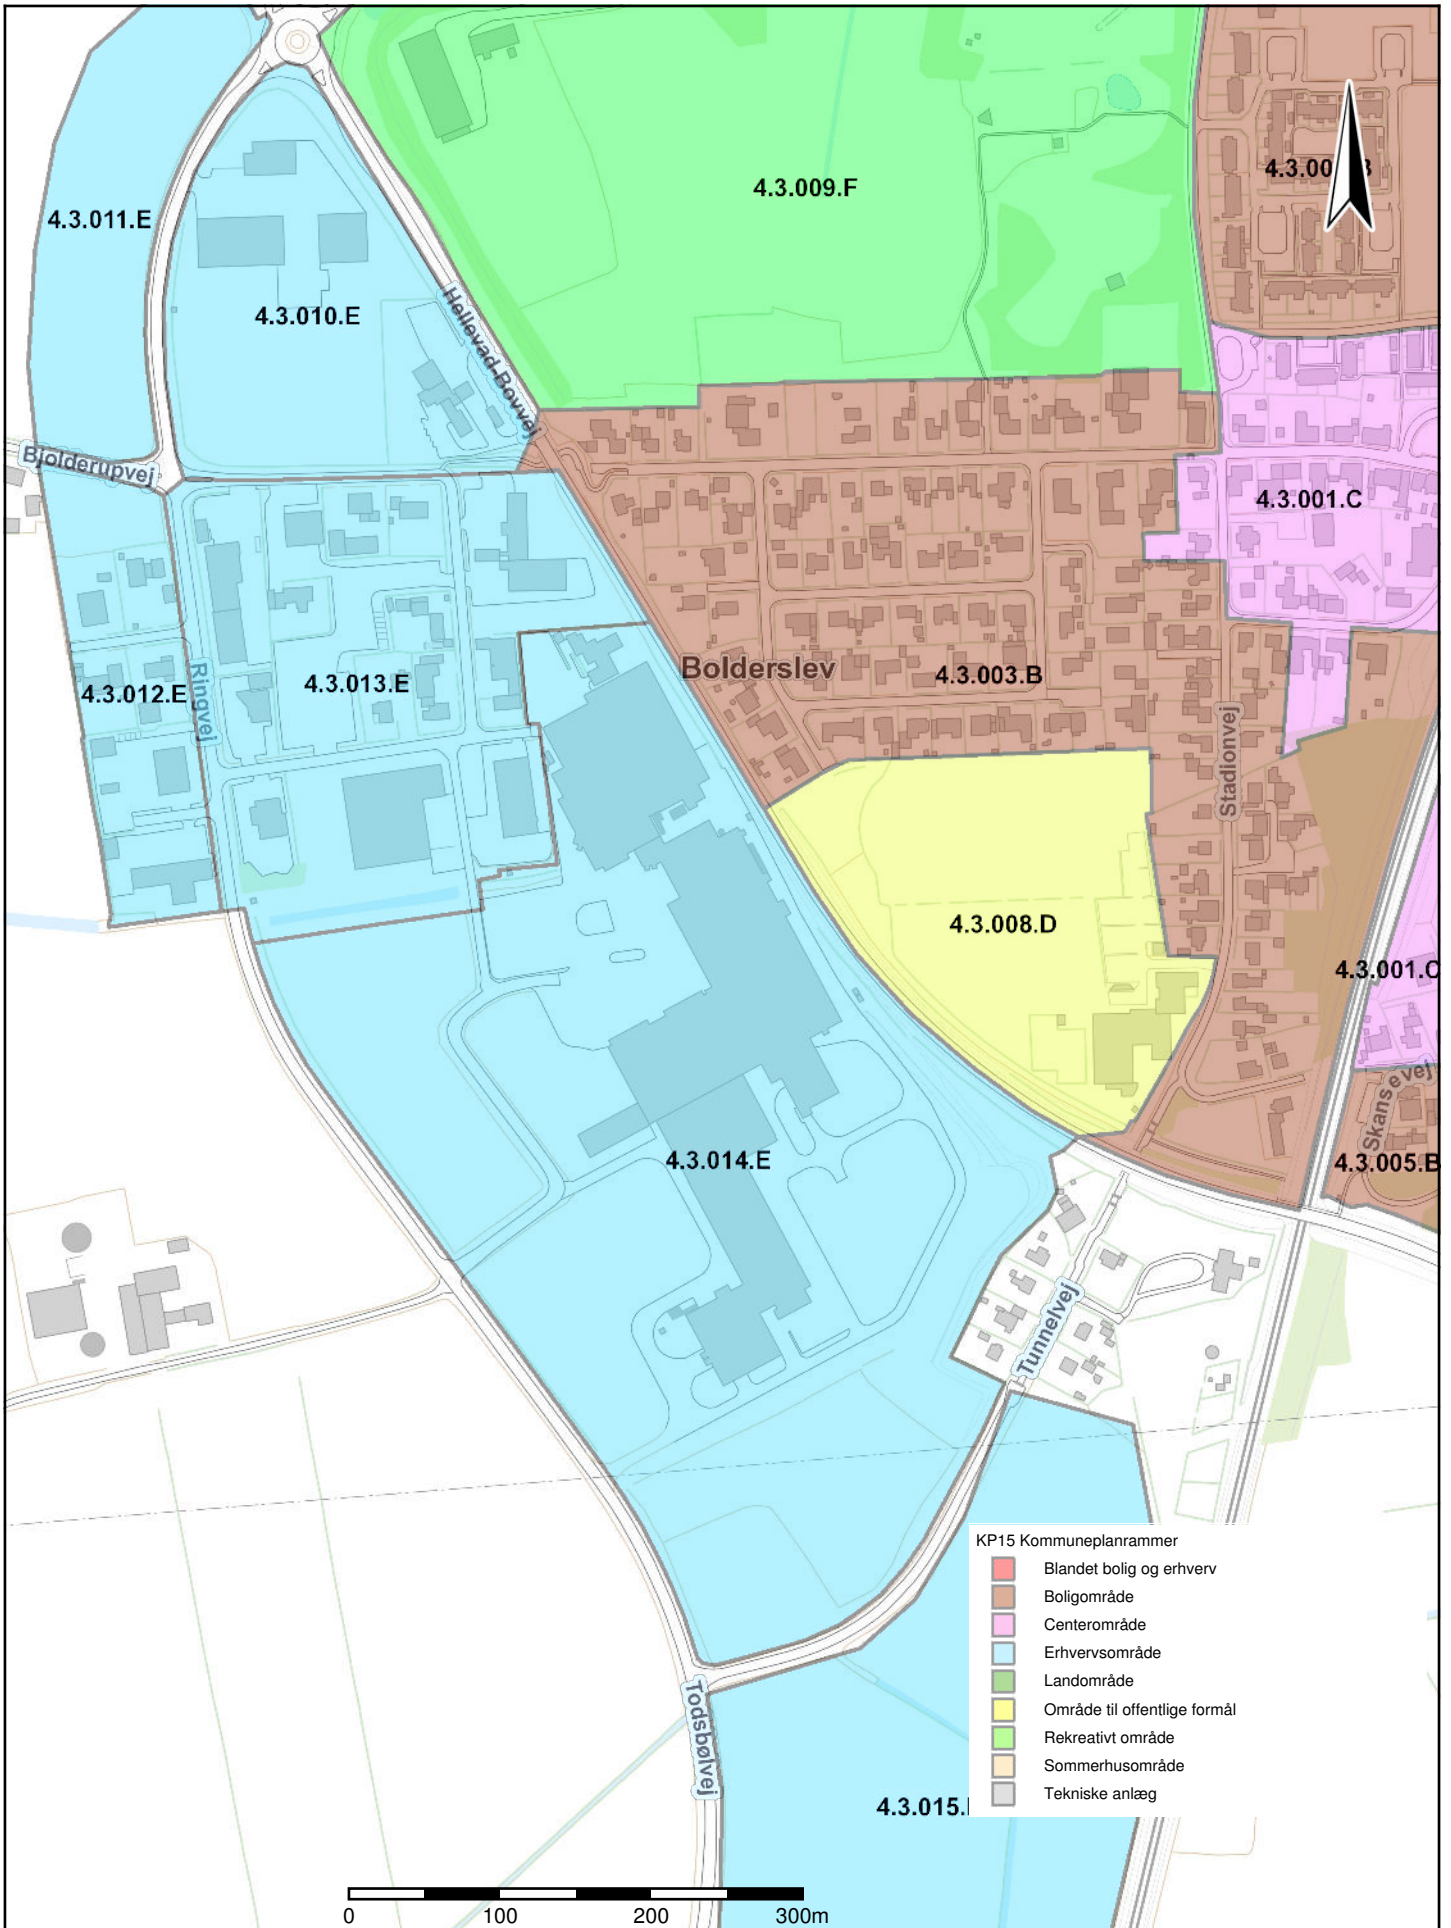 4.3.009.F
4.3.011.E
4.3.010.E
Hellevad-Bovvej
Bjolderupvej
4.3.001.C
Bolderslev
4.3.003.B
4.3.012.E
Ringvej
4.3.013.E
Stadionvej
4.3.008.D
4.3.001.C
Skansevej
4.3.005.B
4.3.014.E
Tunnelvej
Todsbølvej
4.3.015.
KP15 Kommuneplanrammer
Blandet bolig og erhverv
Boligområde
Centerområde
Erhvervsområde
Landområde
Område til offentlige formål
Rekreativt område
Sommerhusområde
Tekniske anlæg
0 100 200 300m